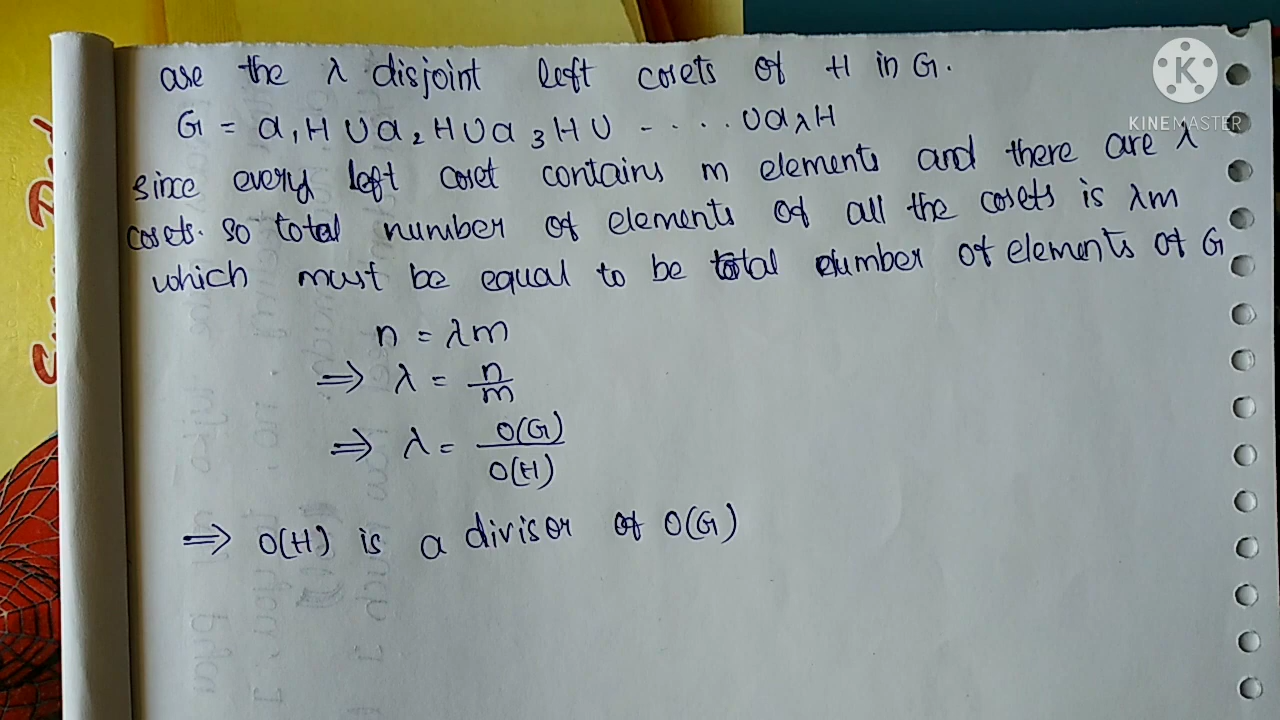 are the λ disjoint left cosets of H in G.
G = a₁H ∪ a₂H ∪ a₃H ∪ - . . . . ∪ aλH
since every left coset contains m elements and there are λ
cosets. so total number of elements of all the cosets is λm
which must be equal to be total number of elements of G
n = λm
⇒ λ = n/m
⇒ λ = O(G)/O(H)
⇒ O(H) is a divisor of O(G)
K
KINEMASTER